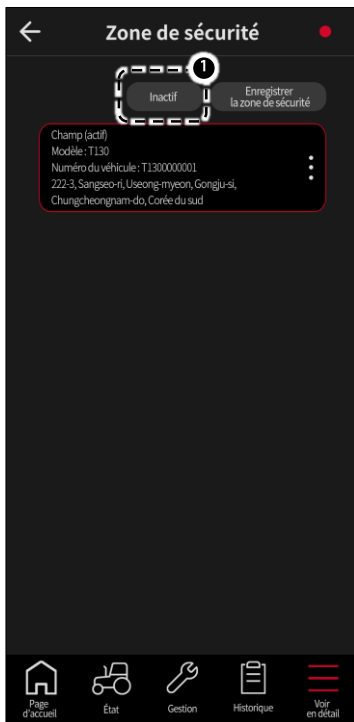 Zone de sécurité
1
Inactif
Enregistrer
la zone de sécurité
Champ (actif)
Modèle : T130
Numéro du véhicule : T1300000001
222-3, Sangseo-ri, Useong-myeon, Gongju-si,
Chungcheongnam-do, Corée du sud
Page
d'accueil
État
Gestion
Historique
Voir
en détail